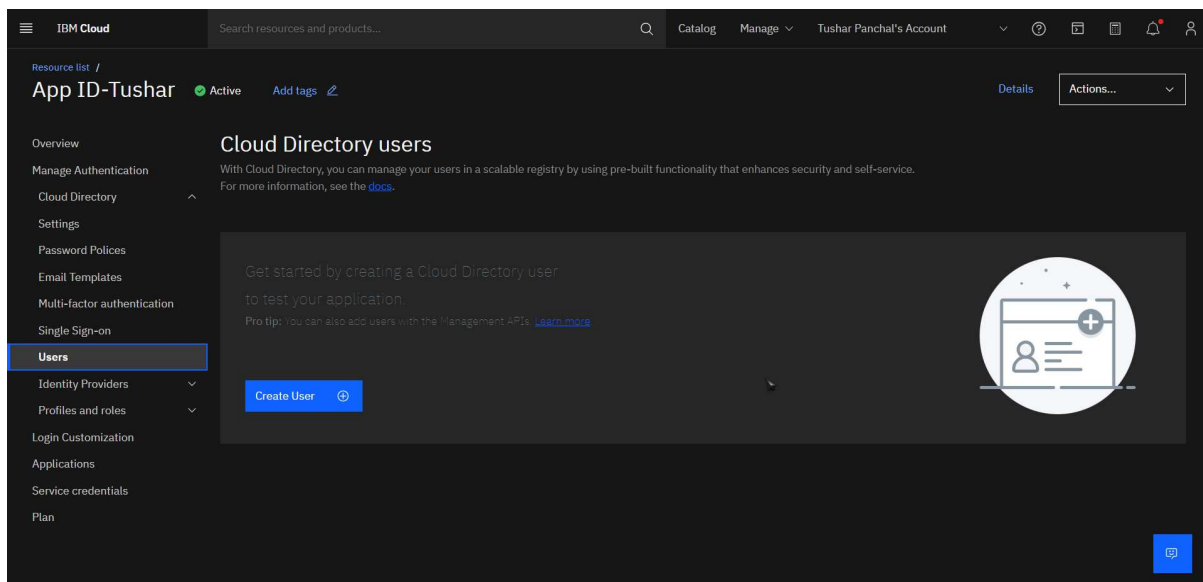 IBM Cloud
Search resources and products...
Catalog
Manage
Tushar Panchal's Account
Resource list /
App ID-Tushar
Active
Add tags
Details
Actions...
Overview
Manage Authentication
Cloud Directory
Settings
Password Polices
Email Templates
Multi-factor authentication
Single Sign-on
Users
Identity Providers
Profiles and roles
Login Customization
Applications
Service credentials
Plan
Cloud Directory users
With Cloud Directory, you can manage your users in a scalable registry by using pre-built functionality that enhances security and self-service.
For more information, see the docs.
Get started by creating a Cloud Directory user
to test your application.
Pro tip: You can also add users with the Management APIs. Learn more
Create User